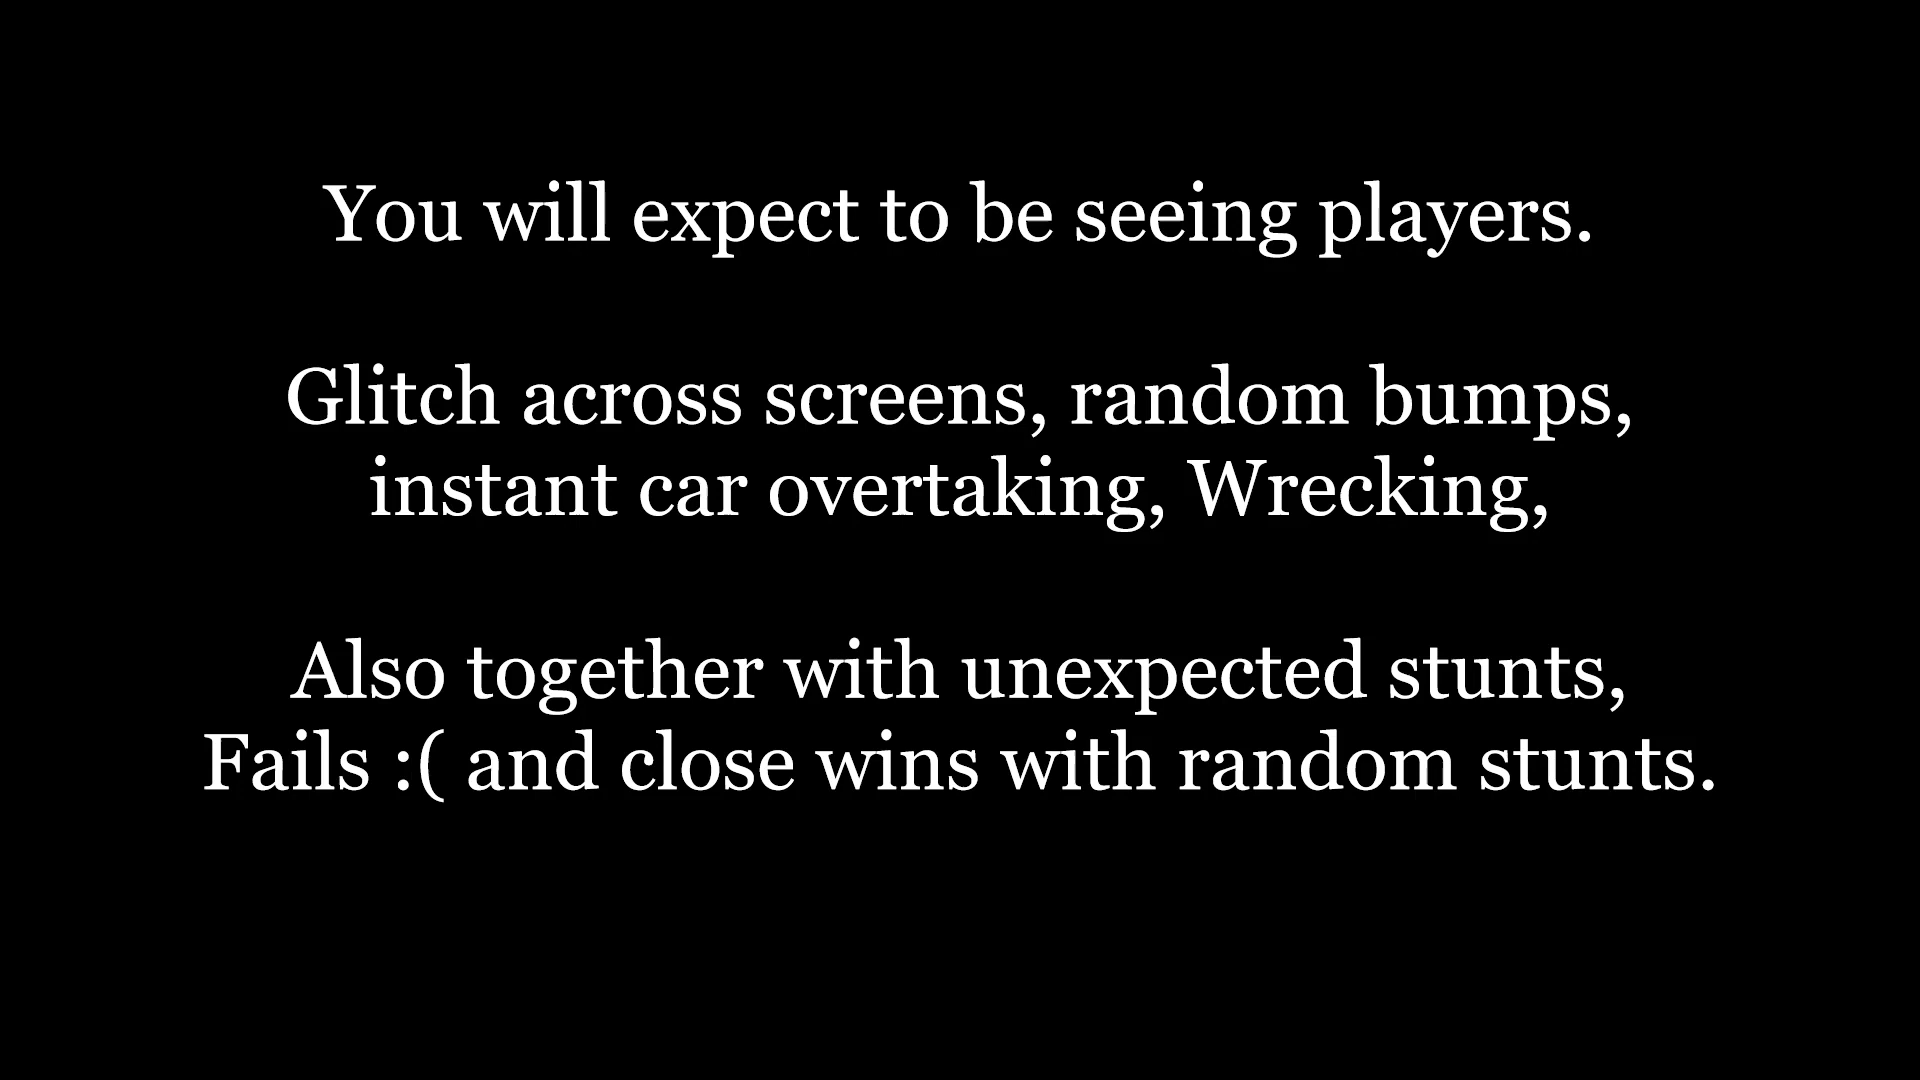 You will expect to be seeing players.
Glitch across screens, random bumps,
instant car overtaking, Wrecking,
Also together with unexpected stunts,
Fails :( and close wins with random stunts.